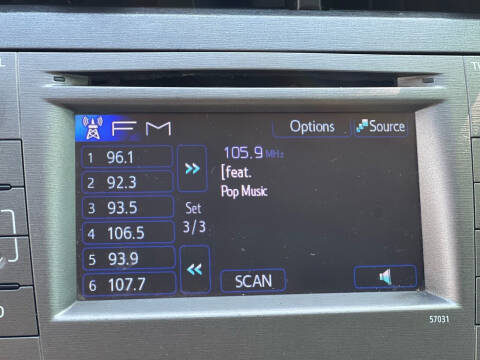 FM
Options
Source
1 96.1
2 92.3
3 93.5
4 106.5
5 93.9
6 107.7
>>
Set
3/3
<<
105.9 MHz
[feat.
Pop Music
SCAN
57031